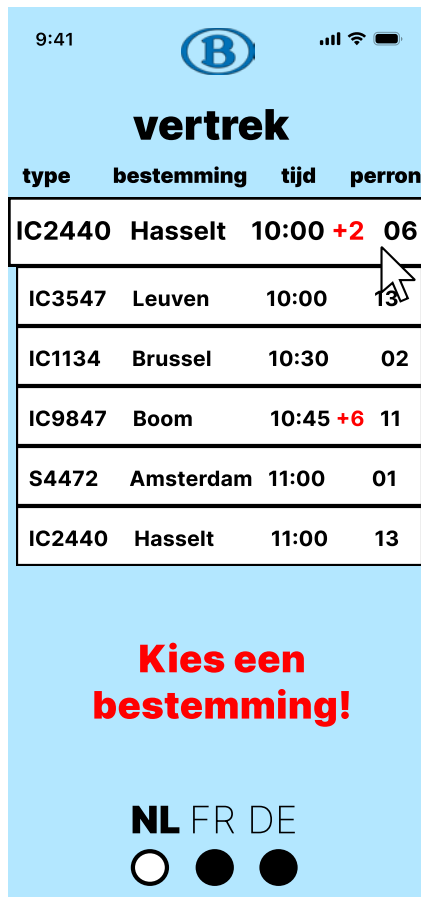 9:41
B
vertrek
type bestemming tijd perron
IC2440 Hasselt 10:00 +2 06
IC3547 Leuven 10:00 13
IC1134 Brussel 10:30 02
IC9847 Boom 10:45 +6 11
S4472 Amsterdam 11:00 01
IC2440 Hasselt 11:00 13
Kies een
bestemming!
NL FR DE